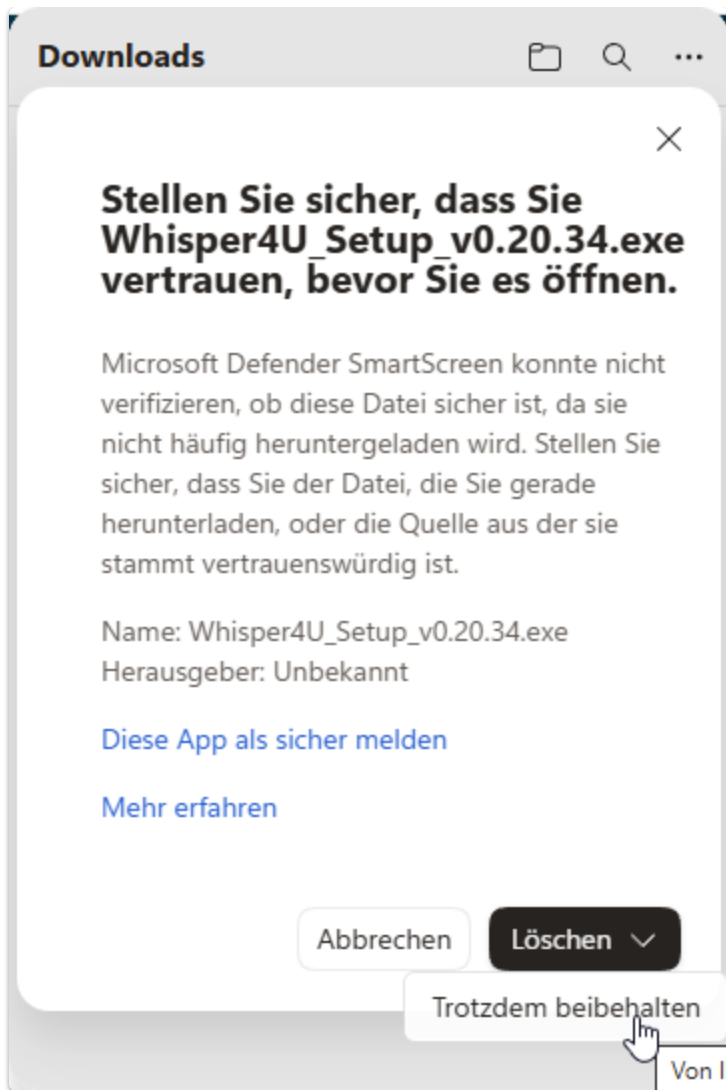 Downloads
Stellen Sie sicher, dass Sie
Whisper4U_Setup_v0.20.34.exe
vertrauen, bevor Sie es öffnen.
Microsoft Defender SmartScreen konnte nicht
verifizieren, ob diese Datei sicher ist, da sie
nicht häufig heruntergeladen wird. Stellen Sie
sicher, dass Sie der Datei, die Sie gerade
herunterladen, oder die Quelle aus der sie
stammt vertrauenswürdig ist.
Name: Whisper4U_Setup_v0.20.34.exe
Herausgeber: Unbekannt
Diese App als sicher melden
Mehr erfahren
Abbrechen
Löschen
Trotzdem beibehalten
Von